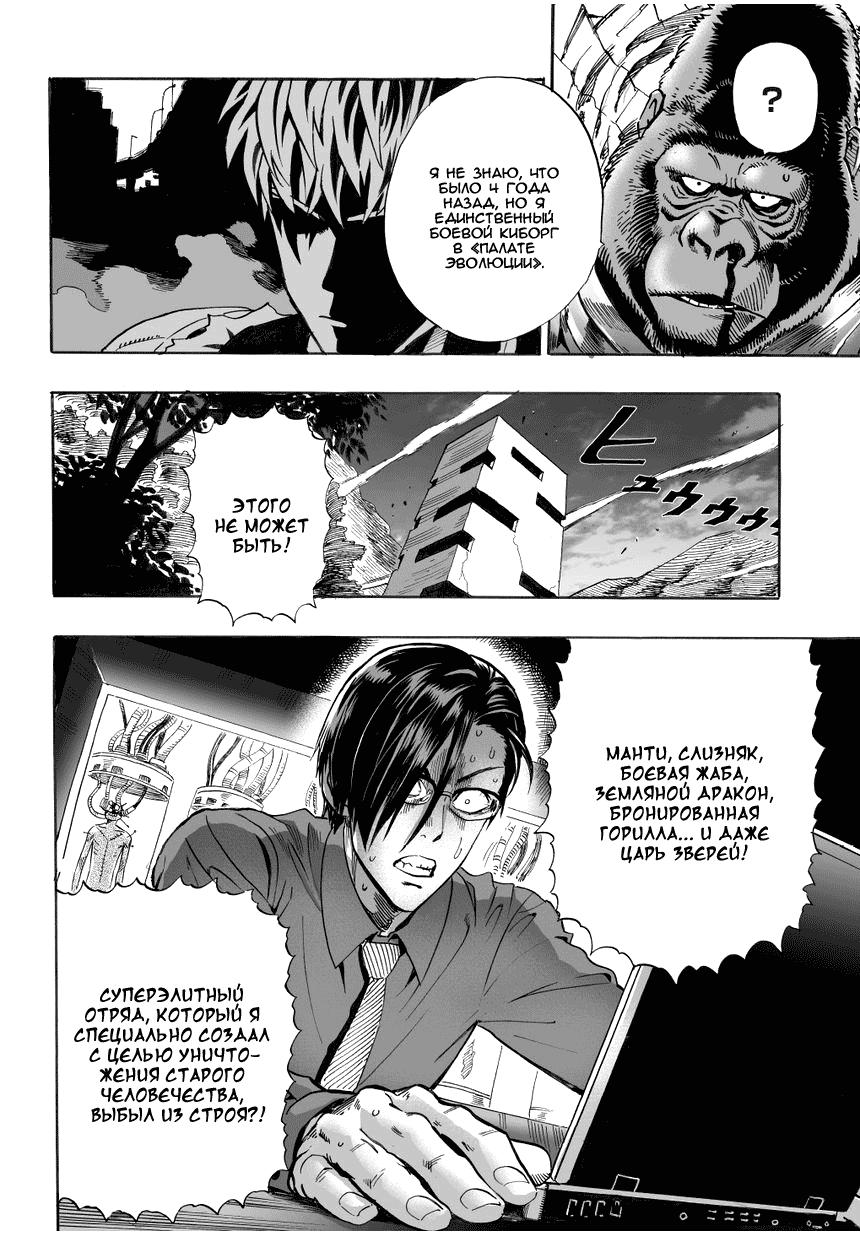 ?
Я НЕ ЗНАЮ, ЧТО
БЫЛО 4 ГОДА
НАЗАД, НО Я
ЕДИНСТВЕННЫЙ
БОЕВОЙ КИБОРГ
В «ПАЛАТЕ
ЭВОЛЮЦИИ».
ヒュウウウウ
ЭТОГО
НЕ МОЖЕТ
БЫТЬ!
МАНТИ, СЛИЗНЯК,
БОЕВАЯ ЖАБА,
ЗЕМЛЯНОЙ ДРАКОН,
БРОНИРОВАННАЯ
ГОРИЛЛА... И ДАЖЕ
ЦАРЬ ЗВЕРЕЙ!
СУПЕРЭЛИТНЫЙ
ОТРЯД, КОТОРЫЙ Я
СПЕЦИАЛЬНО СОЗДАЛ
С ЦЕЛЬЮ УНИЧТО-
ЖЕНИЯ СТАРОГО
ЧЕЛОВЕЧЕСТВА,
ВЫБЫЛ ИЗ СТРОЯ?!